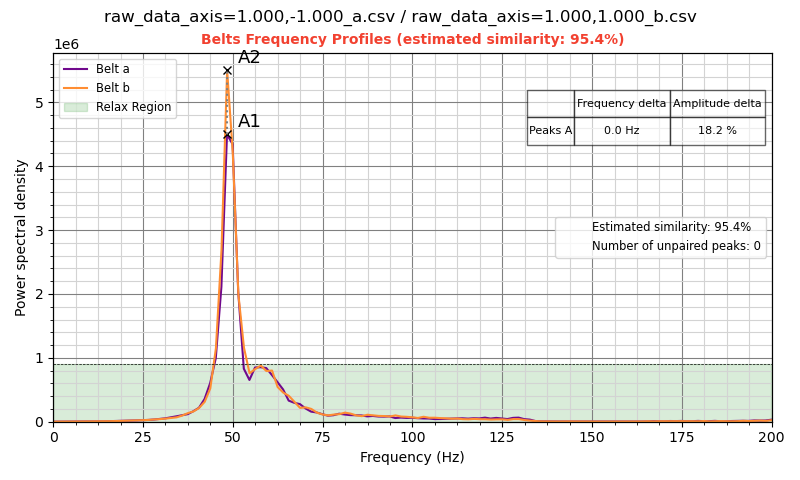 raw_data_axis=1.000,-1.000_a.csv / raw_data_axis=1.000,1.000_b.csv
Belts Frequency Profiles (estimated similarity: 95.4%)
1e6
Belt a
Belt b
Relax Region
A2
A1
Frequency delta Amplitude delta
Peaks A 0.0 Hz 18.2 %
Estimated similarity: 95.4%
Number of unpaired peaks: 0
Power spectral density
5
4
3
2
1
0
0 25 50 75 100 125 150 175 200
Frequency (Hz)